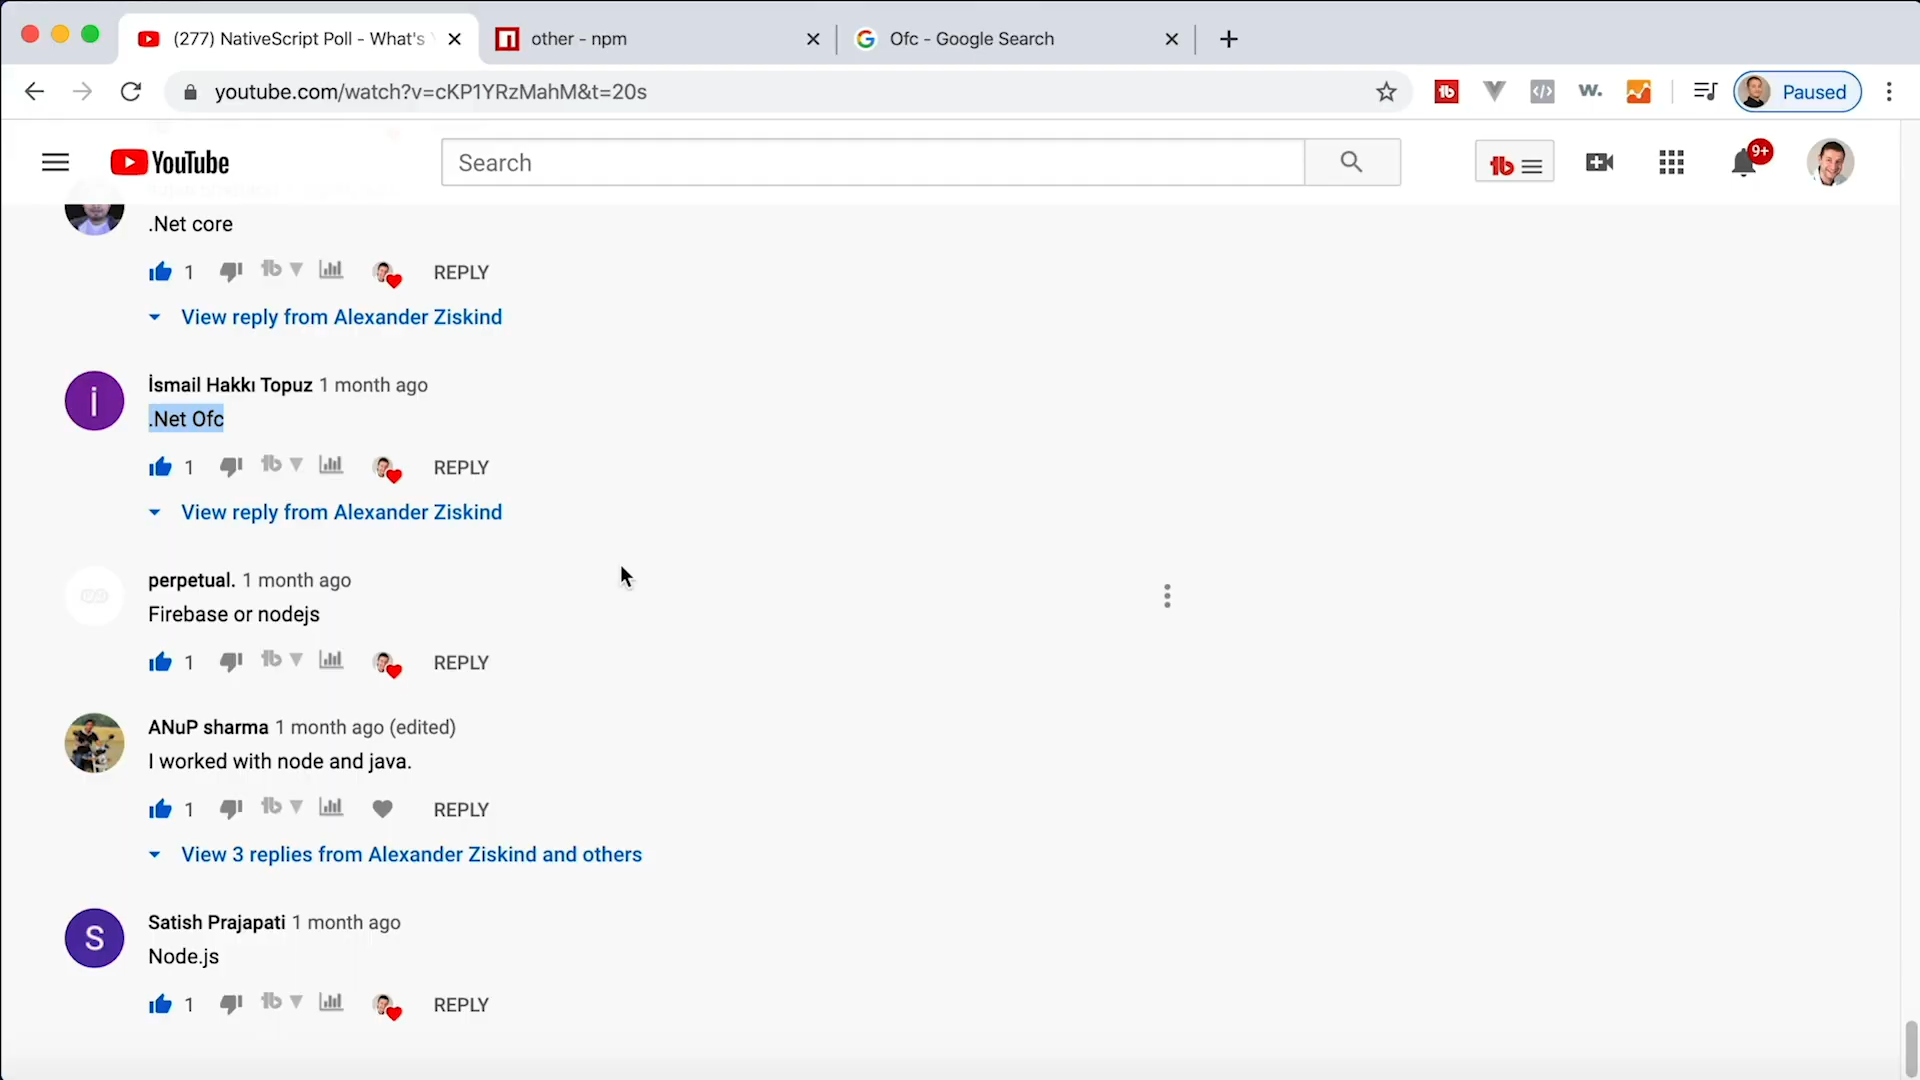 (277) NativeScript Poll - What's
other - npm
Ofc - Google Search
youtube.com/watch?v=cKP1YRzMahM&t=20s
Paused
YouTube
Search
9+
.Net core
1
REPLY
View reply from Alexander Ziskind
İsmail Hakkı Topuz 1 month ago
.Net Ofc
1
REPLY
View reply from Alexander Ziskind
perpetual. 1 month ago
Firebase or nodejs
1
REPLY
ANuP sharma 1 month ago (edited)
I worked with node and java.
1
REPLY
View 3 replies from Alexander Ziskind and others
S
Satish Prajapati 1 month ago
Node.js
1
REPLY